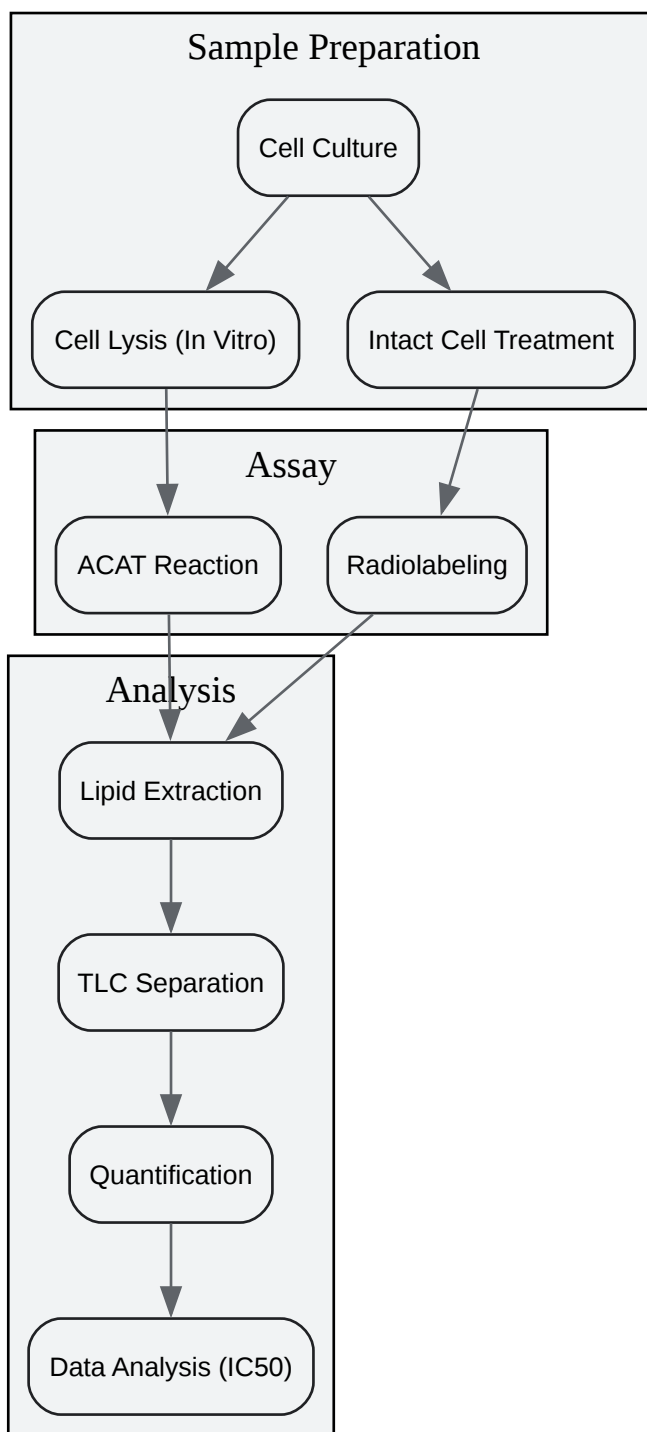 Sample Preparation
Cell Culture
Cell Lysis (In Vitro)
Intact Cell Treatment
Assay
ACAT Reaction
Radiolabeling
Analysis
Lipid Extraction
TLC Separation
Quantification
Data Analysis (IC50)